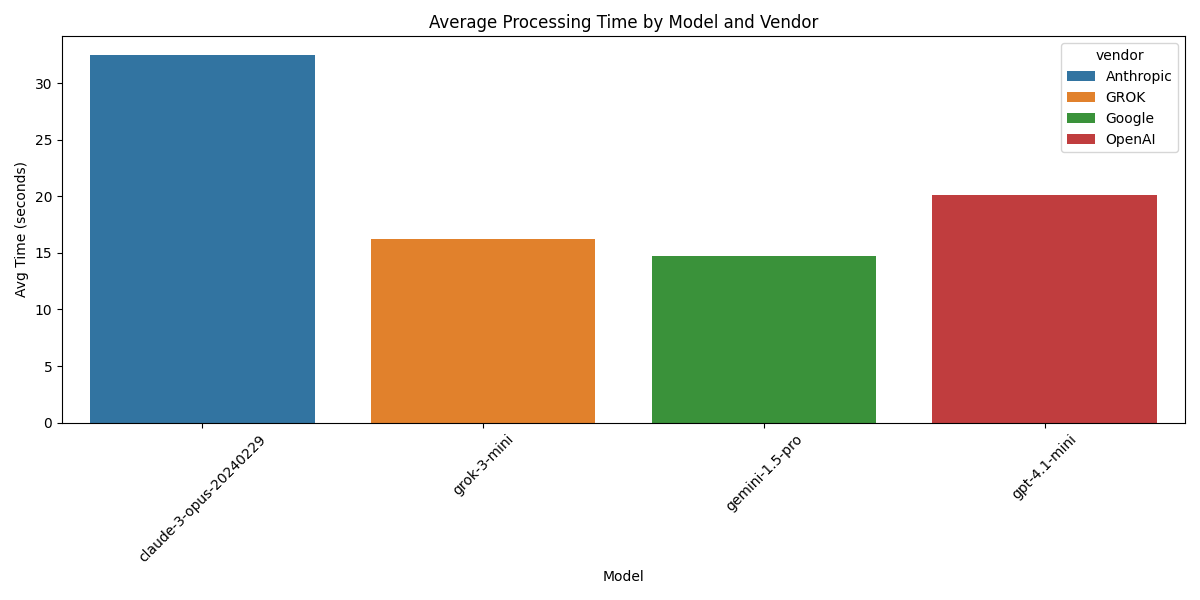 Average Processing Time by Model and Vendor
vendor
Anthropic
GROK
Google
OpenAI
Avg Time (seconds)
30
25
20
15
10
5
0
claude-3-opus-20240229
grok-3-mini
gemini-1.5-pro
gpt-4.1-mini
Model